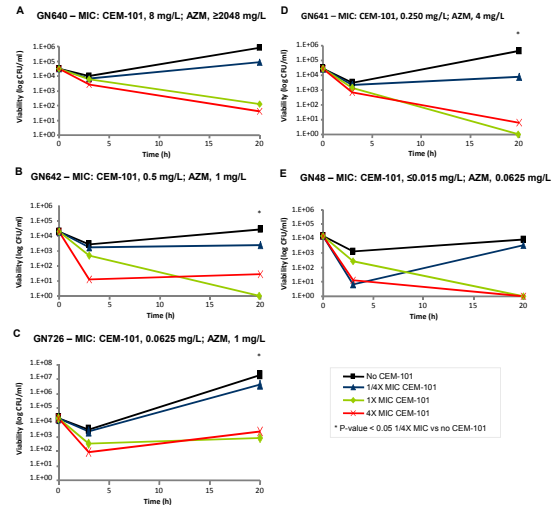 A
GN640 – MIC: CEM-101, 8 mg/L; AZM, ≥2048 mg/L
Viability (log CFU/ml)
1.E+06
1.E+05
1.E+04
1.E+03
1.E+02
1.E+01
1.E+00
0 5 10 15 20
Time (h)
B
GN642 – MIC: CEM-101, 0.5 mg/L; AZM, 1 mg/L
Viability (log CFU/ml)
1.E+06
1.E+05
1.E+04
1.E+03
1.E+02
1.E+01
1.E+00
*
0 5 10 15 20
Time (h)
C
GN726 – MIC: CEM-101, 0.0625 mg/L; AZM, 1 mg/L
Viability (log CFU/ml)
1.E+08
1.E+07
1.E+06
1.E+05
1.E+04
1.E+03
1.E+02
1.E+01
1.E+00
*
0 5 10 15 20
Time (h)
D
GN641 – MIC: CEM-101, 0.250 mg/L; AZM, 4 mg/L
Viability (log CFU/ml)
1.E+06
1.E+05
1.E+04
1.E+03
1.E+02
1.E+01
1.E+00
*
0 5 10 15 20
Time (h)
E
GN48 – MIC: CEM-101, ≤0.015 mg/L; AZM, 0.0625 mg/L
Viability (log CFU/ml)
1.E+06
1.E+05
1.E+04
1.E+03
1.E+02
1.E+01
1.E+00
0 5 10 15 20
Time (h)
No CEM-101
1/4X MIC CEM-101
1X MIC CEM-101
4X MIC CEM-101
* P-value < 0.05 1/4X MIC vs no CEM-101